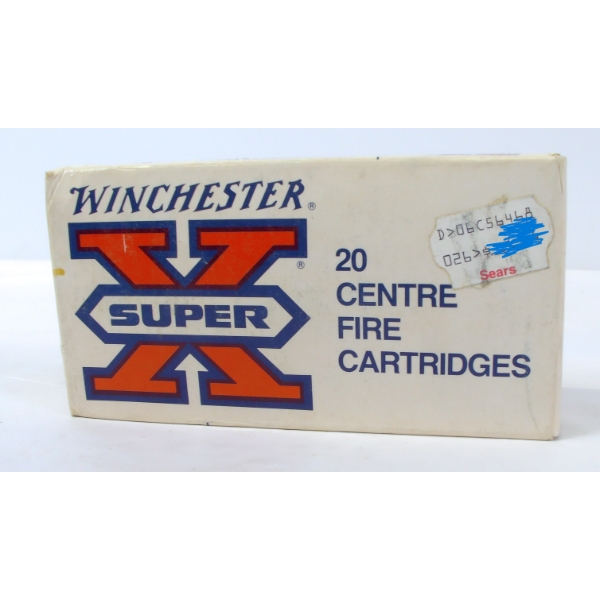 WINCHESTER®
X®
SUPER
20
CENTRE
FIRE
CARTRIDGES
D>06C56468
026>
Sears